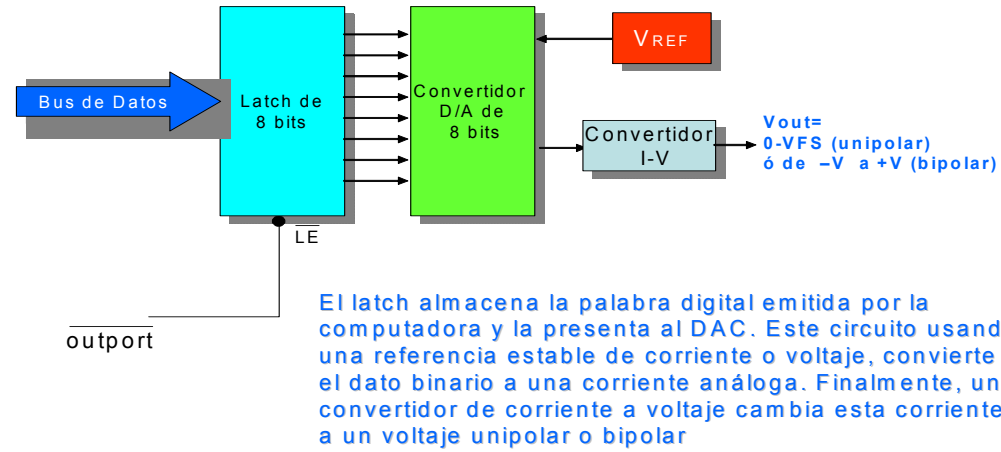 VREF
Bus de Datos
Latch de
8 bits
Convertidor
D/A de
8 bits
Convertidor
I-V
Vout=
0-VFS (unipolar)
ó de –V a +V (bipolar)
LE
outport
El latch almacena la palabra digital emitida por la
computadora y la presenta al DAC. Este circuito usand
una referencia estable de corriente o voltaje, convierte
el dato binario a una corriente análoga. Finalmente, un
convertidor de corriente a voltaje cambia esta corriente
a un voltaje unipolar o bipolar